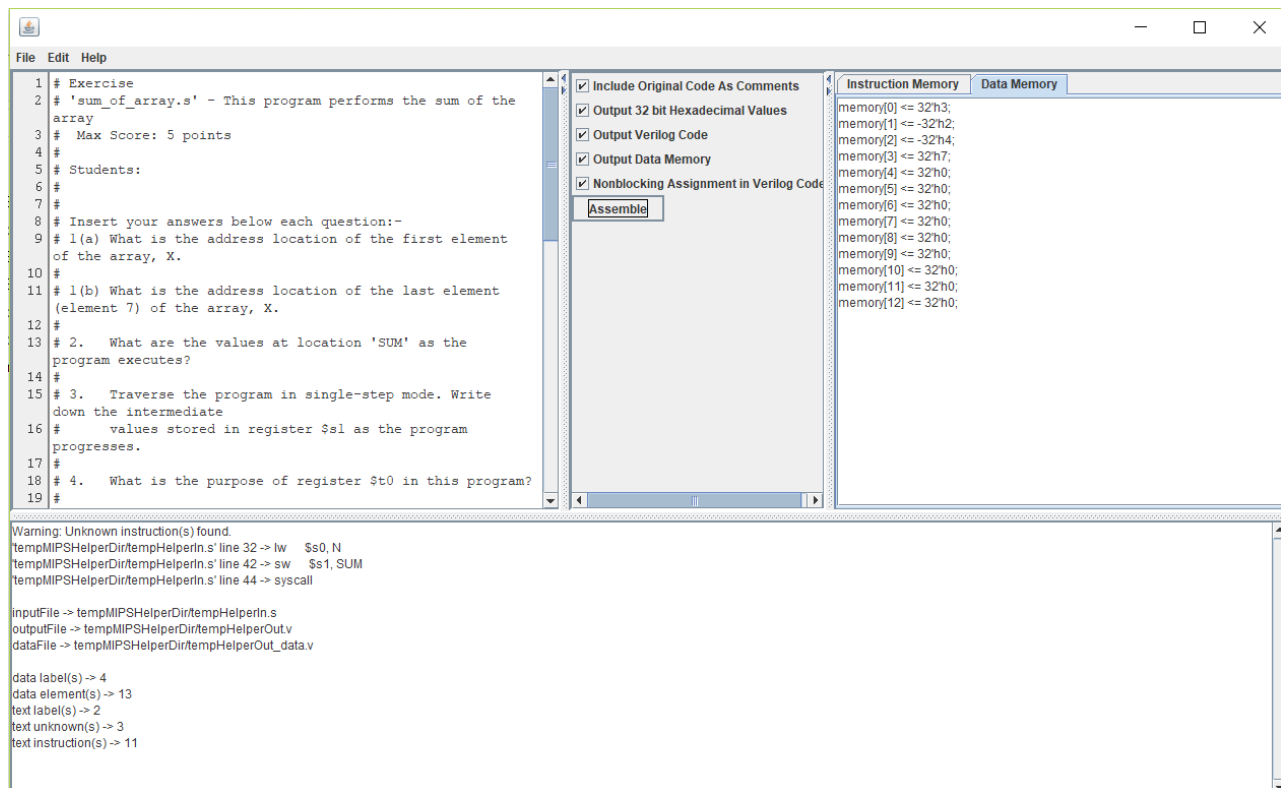 File Edit Help
1 # Exercise
2 # 'sum_of_array.s' - This program performs the sum of the
array
3 #  Max Score: 5 points
4 #
5 # Students:
6 #
7 #
8 # Insert your answers below each question:-
9 # 1(a) What is the address location of the first element
of the array, X.
10 #
11 # 1(b) What is the address location of the last element
(element 7) of the array, X.
12 #
13 # 2.   What are the values at location 'SUM' as the
program executes?
14 #
15 # 3.   Traverse the program in single-step mode. Write
down the intermediate
16 #      values stored in register $s1 as the program
progresses.
17 #
18 # 4.   What is the purpose of register $t0 in this program?
19 #
Include Original Code As Comments
Output 32 bit Hexadecimal Values
Output Verilog Code
Output Data Memory
Nonblocking Assignment in Verilog Code
Assemble
Instruction Memory Data Memory
memory[0] <= 32'h3;
memory[1] <= -32'h2;
memory[2] <= -32'h4;
memory[3] <= 32'h7;
memory[4] <= 32'h0;
memory[5] <= 32'h0;
memory[6] <= 32'h0;
memory[7] <= 32'h0;
memory[8] <= 32'h0;
memory[9] <= 32'h0;
memory[10] <= 32'h0;
memory[11] <= 32'h0;
memory[12] <= 32'h0;
Warning: Unknown instruction(s) found.
'tempMIPSHelperDir/tempHelperIn.s' line 32 -> lw    $s0, N
'tempMIPSHelperDir/tempHelperIn.s' line 42 -> sw    $s1, SUM
'tempMIPSHelperDir/tempHelperIn.s' line 44 -> syscall
inputFile -> tempMIPSHelperDir/tempHelperIn.s
outputFile -> tempMIPSHelperDir/tempHelperOut.v
dataFile -> tempMIPSHelperDir/tempHelperOut_data.v
data label(s) -> 4
data element(s) -> 13
text label(s) -> 2
text unknown(s) -> 3
text instruction(s) -> 11